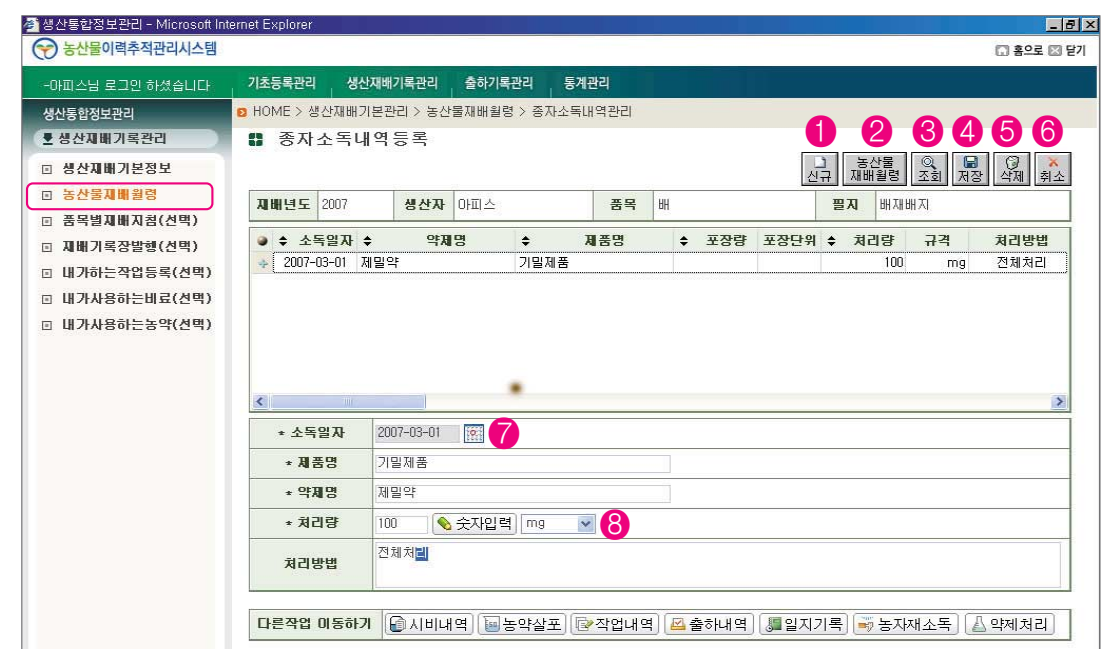 생산통합정보관리 - Microsoft Internet Explorer
농산물이력추적관리시스템
홈으로 닫기
-아피스님 로그인 하셨습니다
기초등록관리 생산재배기록관리 출하기록관리 통계관리
생산통합정보관리
HOME > 생산재배기본관리 > 농산물재배월령 > 종자소독내역관리
생산재배기록관리
종자소독내역등록
1 2 3 4 5 6
신규 농산물재배월령 조회 저장 삭제 취소
생산재배기본정보
농산물재배월령
품목별재배지침(선택)
재배기록장발행(선택)
내가하는작업등록(선택)
내가사용하는비료(선택)
내가사용하는농약(선택)
재배년도 2007 생산자 아피스 품목 배 필지 배재배지
소독일자 약재명 제품명 포장량 포장단위 처리량 규격 처리방법
2007-03-01 제밀약 기밀제품 100 mg 전체처리
* 소독일자 2007-03-01 7
* 제품명 기밀제품
* 약재명 제밀약
* 처리량 100 숫자입력 mg 8
처리방법 전체처리
다른작업 이동하기 시비내역 농약살포 작업내역 출하내역 일지기록 농자재소독 약제처리